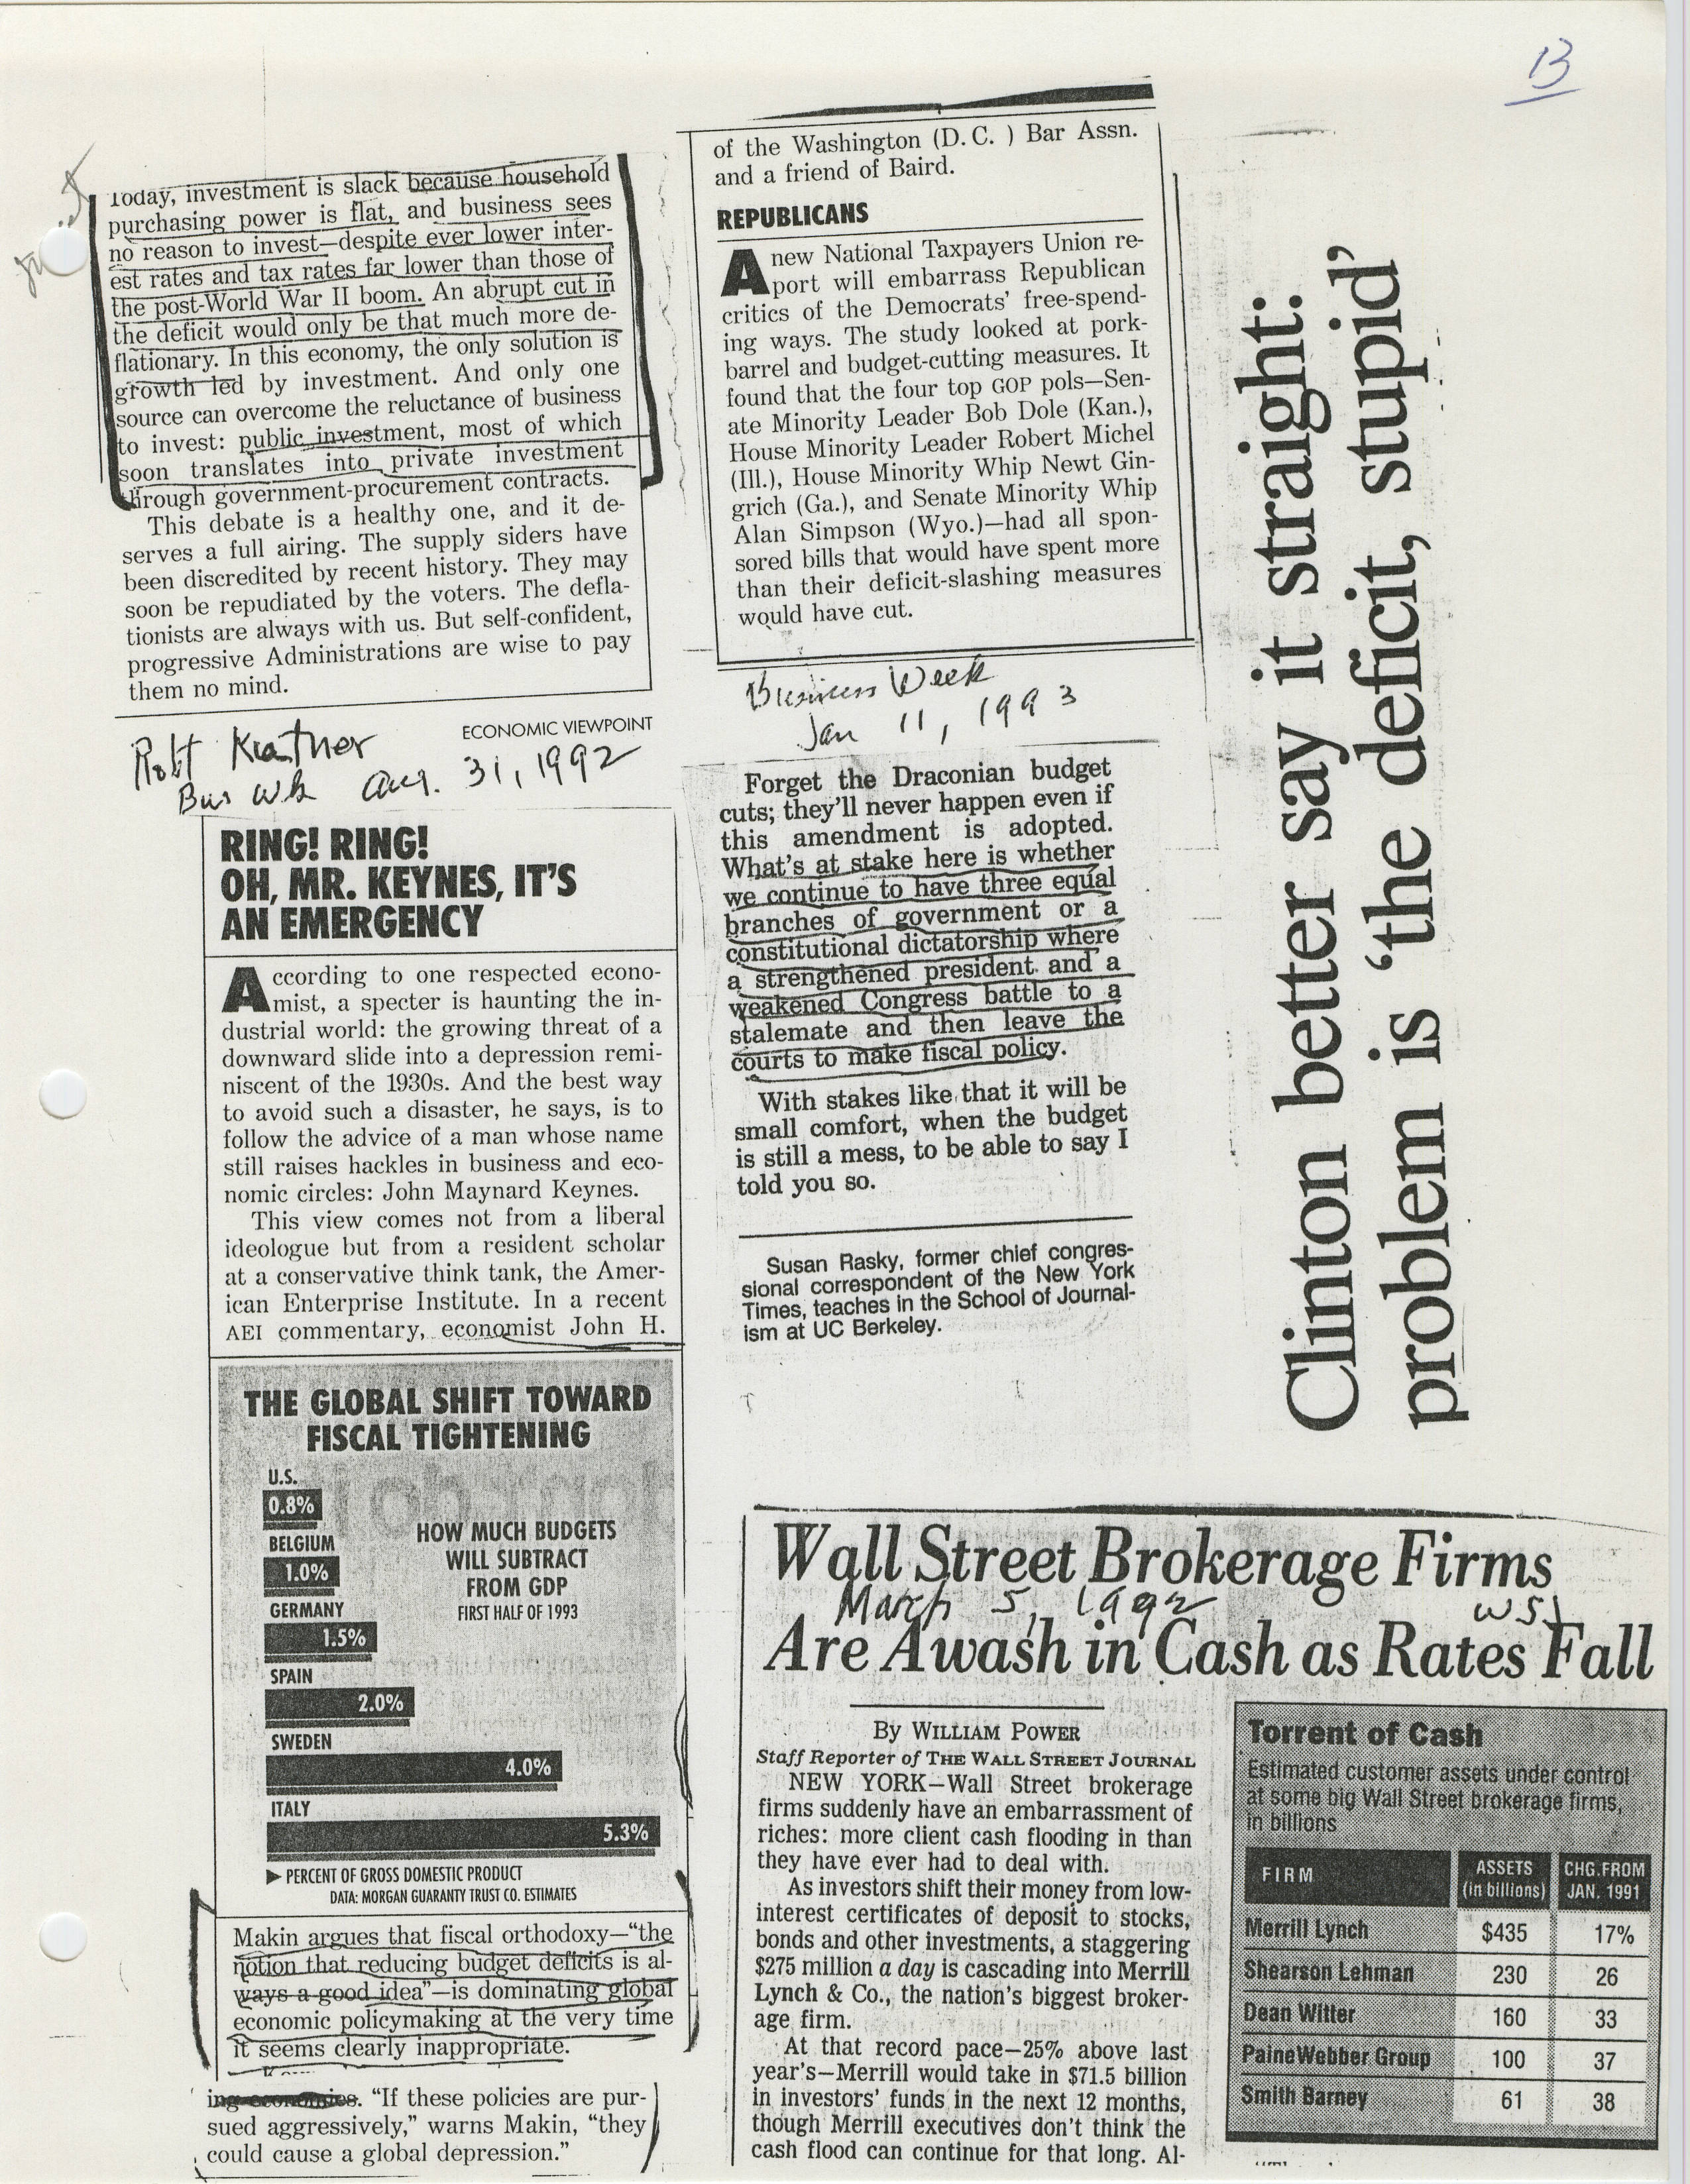 13
Today, investment is slack because household
purchasing power is flat, and business sees
no reason to invest—despite ever lower inter-
est rates and tax rates far lower than those of
the post-World War II boom. An abrupt cut in
the deficit would only be that much more de-
flationary. In this economy, the only solution is
growth led by investment. And only one
source can overcome the reluctance of business
to invest: public investment, most of which
soon translates into private investment
through government-procurement contracts.
This debate is a healthy one, and it de-
serves a full airing. The supply siders have
been discredited by recent history. They may
soon be repudiated by the voters. The defla-
tionists are always with us. But self-confident,
progressive Administrations are wise to pay
them no mind.
ECONOMIC VIEWPOINT
Robt Kuttner
Bus Wk Aug. 31, 1992
RING! RING!
OH, MR. KEYNES, IT'S
AN EMERGENCY
According to one respected econo-
mist, a specter is haunting the in-
dustrial world: the growing threat of a
downward slide into a depression remi-
niscent of the 1930s. And the best way
to avoid such a disaster, he says, is to
follow the advice of a man whose name
still raises hackles in business and eco-
nomic circles: John Maynard Keynes.
This view comes not from a liberal
ideologue but from a resident scholar
at a conservative think tank, the Amer-
ican Enterprise Institute. In a recent
AEI commentary, economist John H.
THE GLOBAL SHIFT TOWARD
FISCAL TIGHTENING
HOW MUCH BUDGETS
WILL SUBTRACT
FROM GDP
FIRST HALF OF 1993
U.S.
0.8%
BELGIUM
1.0%
GERMANY
1.5%
SPAIN
2.0%
SWEDEN
4.0%
ITALY
5.3%
▶ PERCENT OF GROSS DOMESTIC PRODUCT
DATA: MORGAN GUARANTY TRUST CO. ESTIMATES
Makin argues that fiscal orthodoxy—"the
notion that reducing budget deficits is al-
ways a good idea"—is dominating global
economic policymaking at the very time
it seems clearly inappropriate.
ing economies. "If these policies are pur-
sued aggressively," warns Makin, "they
could cause a global depression."
of the Washington (D.C.) Bar Assn.
and a friend of Baird.
REPUBLICANS
A new National Taxpayers Union re-
port will embarrass Republican
critics of the Democrats' free-spend-
ing ways. The study looked at pork-
barrel and budget-cutting measures. It
found that the four top GOP pols—Sen-
ate Minority Leader Bob Dole (Kan.),
House Minority Leader Robert Michel
(Ill.), House Minority Whip Newt Gin-
grich (Ga.), and Senate Minority Whip
Alan Simpson (Wyo.)—had all spon-
sored bills that would have spent more
than their deficit-slashing measures
would have cut.
Business Week
Jan 11, 1993
Forget the Draconian budget
cuts; they'll never happen even if
this amendment is adopted.
What's at stake here is whether
we continue to have three equal
branches of government or a
constitutional dictatorship where
a strengthened president and a
weakened Congress battle to a
stalemate and then leave the
courts to make fiscal policy.
With stakes like that it will be
small comfort, when the budget
is still a mess, to be able to say I
told you so.
Susan Rasky, former chief congres-
sional correspondent of the New York
Times, teaches in the School of Journal-
ism at UC Berkeley.
Clinton better say it straight:
problem is 'the deficit, stupid'
Wall Street Brokerage Firms
March 5, 1992 WSJ
Are Awash in Cash as Rates Fall
By WILLIAM POWER
Staff Reporter of THE WALL STREET JOURNAL
NEW YORK—Wall Street brokerage
firms suddenly have an embarrassment of
riches: more client cash flooding in than
they have ever had to deal with.
As investors shift their money from low-
interest certificates of deposit to stocks,
bonds and other investments, a staggering
$275 million a day is cascading into Merrill
Lynch & Co., the nation's biggest broker-
age firm.
At that record pace—25% above last
year's—Merrill would take in $71.5 billion
in investors' funds in the next 12 months,
though Merrill executives don't think the
cash flood can continue for that long. Al-
Torrent of Cash
Estimated customer assets under control
at some big Wall Street brokerage firms,
in billions
FIRM ASSETS (in billions) CHG. FROM JAN. 1991
Merrill Lynch $435 17%
Shearson Lehman 230 26
Dean Witter 160 33
PaineWebber Group 100 37
Smith Barney 61 38